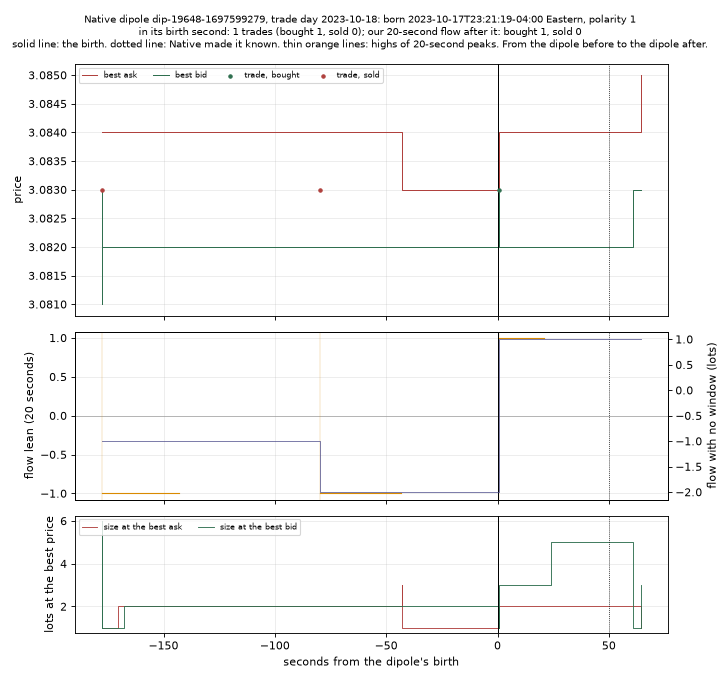 Native dipole dip-19648-1697599279, trade day 2023-10-18: born 2023-10-17T23:21:19-04:00 Eastern, polarity 1
in its birth second: 1 trades (bought 1, sold 0); our 20-second flow after it: bought 1, sold 0
solid line: the birth. dotted line: Native made it known. thin orange lines: highs of 20-second peaks. From the dipole before to the dipole after.
best ask best bid trade, bought trade, sold
3.0850
3.0845
3.0840
3.0835
3.0830
3.0825
3.0820
3.0815
3.0810
price
1.0
0.5
0.0
−0.5
−1.0
flow lean (20 seconds)
1.0
0.5
0.0
−0.5
−1.0
−1.5
−2.0
flow with no window (lots)
size at the best ask size at the best bid
6
4
2
lots at the best price
−150 −100 −50 0 50
seconds from the dipole's birth